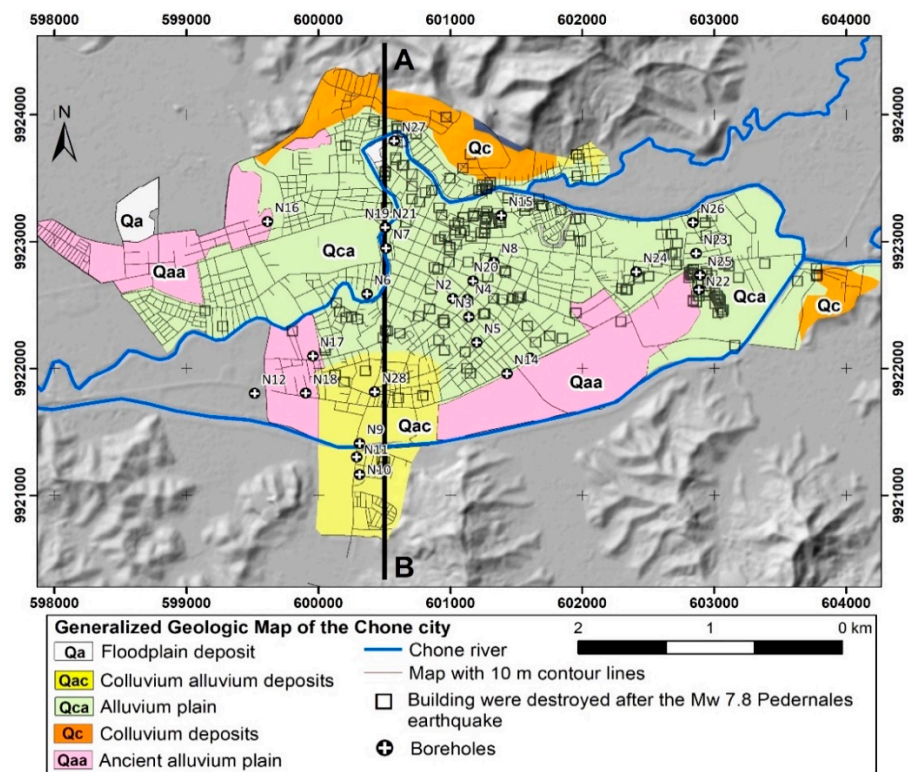 598000 599000 600000 601000 602000 603000 604000
9924000 9924000
9923000 9923000
9922000 9922000
9921000 9921000
N
A
N27
Qc
N16
Qa
N19 N21
N15
N26
N7
Qca
N8
N23
Qaa
N20
N24
N25
N6
N2
N4
N22
N3
Qca
Qc
N5
N17
N14
Qaa
N12
N18
N28
Qac
N9
N11
N10
B
598000 599000 600000 601000 602000 603000 604000
Generalized Geologic Map of the Chone city
Qa Floodplain deposit
Qac Colluvium alluvium deposits
Qca Alluvium plain
Qc Colluvium deposits
Qaa Ancient alluvium plain
2 1 0 km
Chone river
Map with 10 m contour lines
Building were destroyed after the Mw 7.8 Pedernales
earthquake
Boreholes